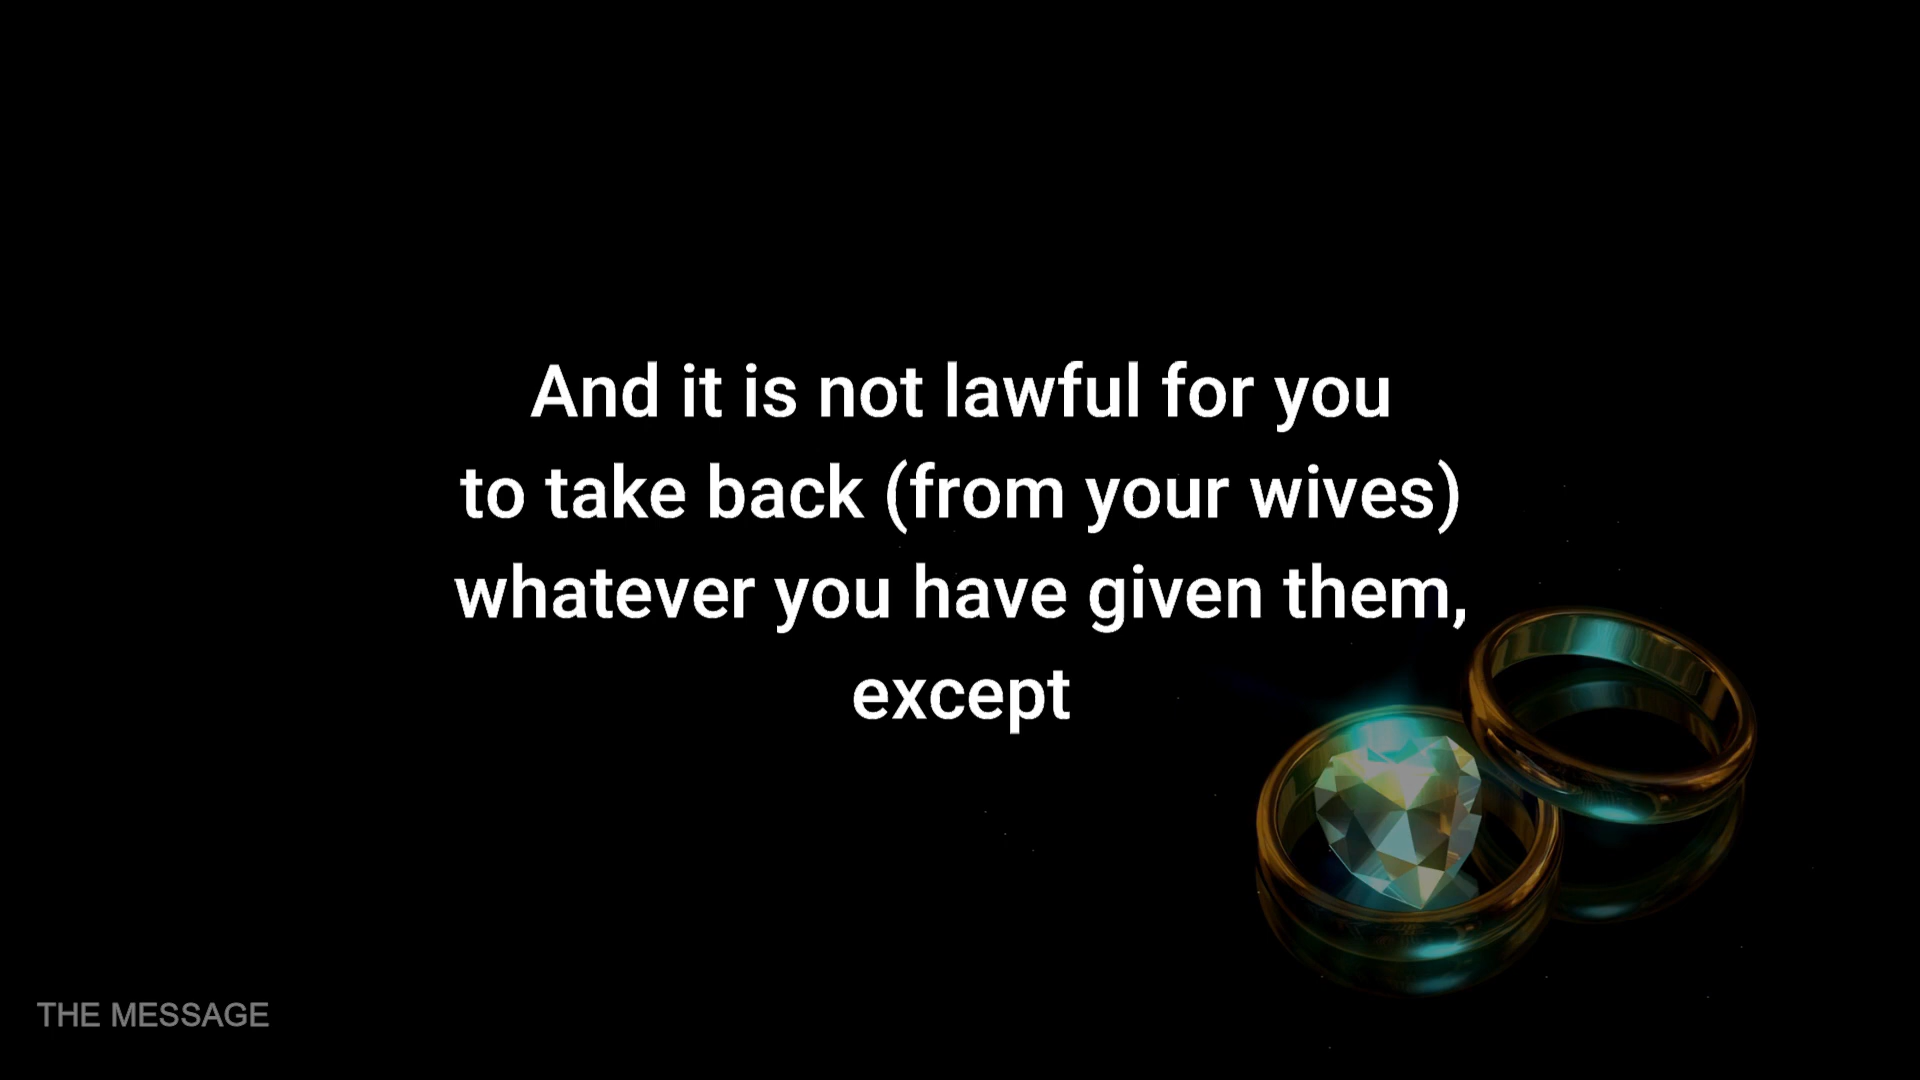 And it is not lawful for you
to take back (from your wives)
whatever you have given them,
except
THE MESSAGE